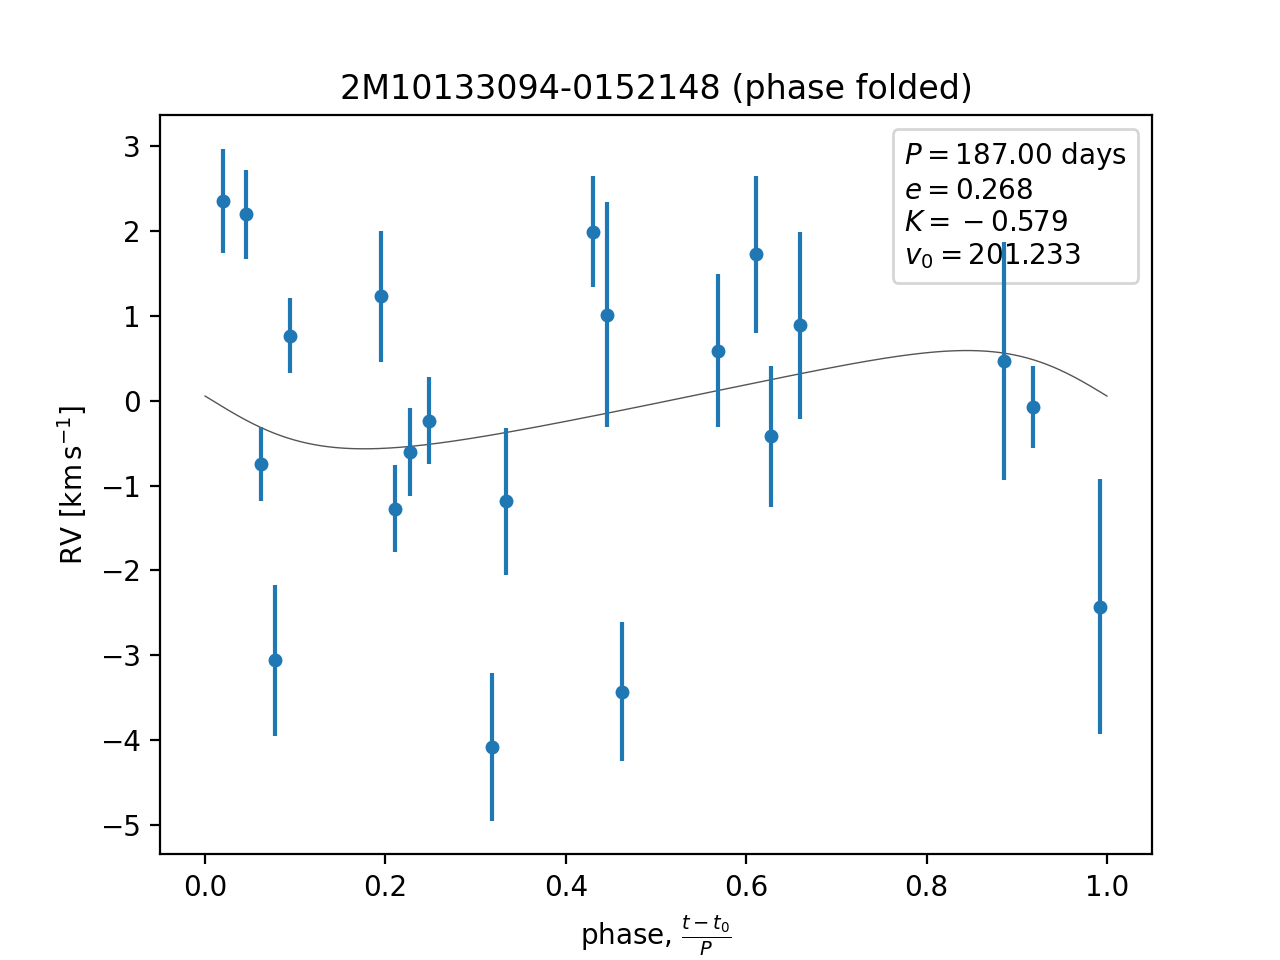 2M10133094-0152148 (phase folded)
P = 187.00 days
e = 0.268
K = −0.579
v₀ = 201.233
RV [km s⁻¹]
3
2
1
0
−1
−2
−3
−4
−5
0.0 0.2 0.4 0.6 0.8 1.0
phase, (t − t₀)/P